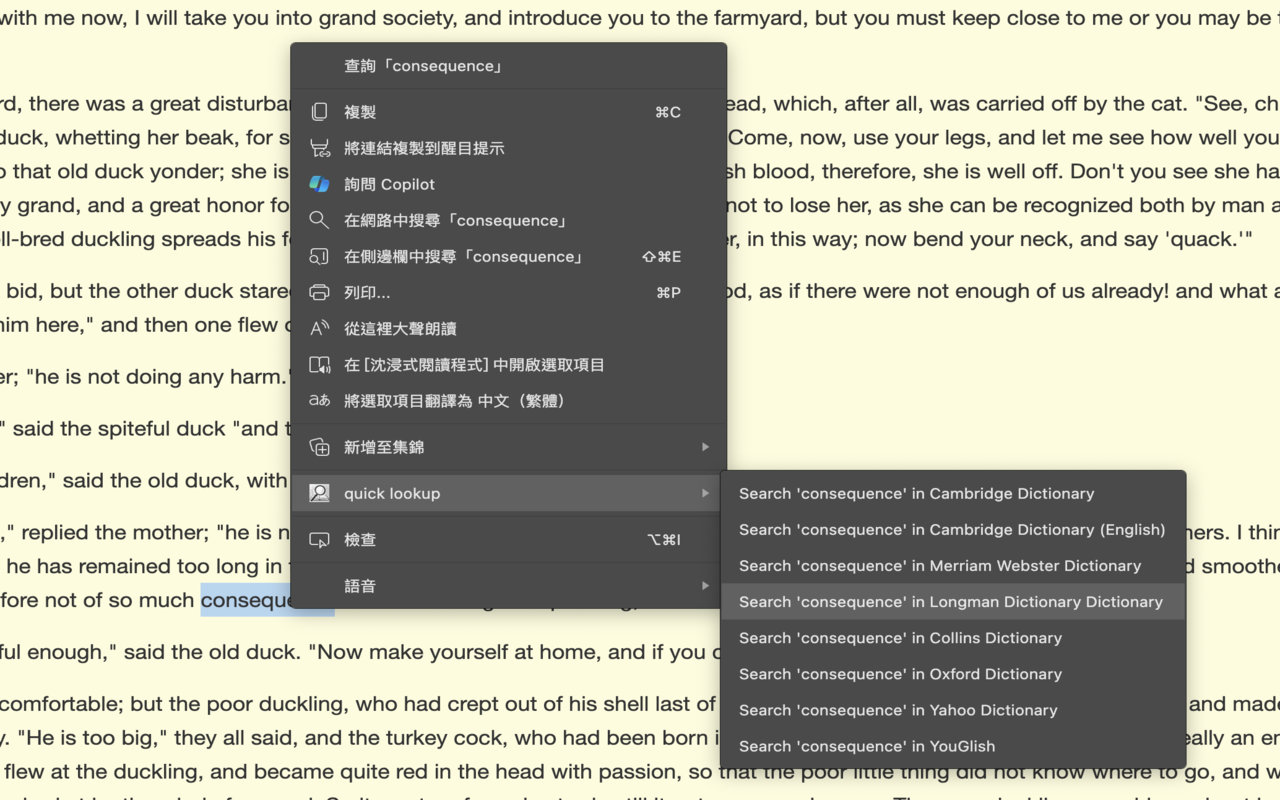 with me now, I will take you into grand society, and introduce you to the farmyard, but you must keep close to me or you may be
查詢「consequence」
rd, there was a great disturba
ead, which, after all, was carried off by the cat. "See, ch
複製 ⌘C
duck, whetting her beak, for s
Come, now, use your legs, and let me see how well you
將連結複製到醒目提示
o that old duck yonder; she is
sh blood, therefore, she is well off. Don't you see she ha
詢問 Copilot
y grand, and a great honor fo
not to lose her, as she can be recognized both by man a
在網路中搜尋「consequence」
ll-bred duckling spreads his f
er, in this way; now bend your neck, and say 'quack.'"
在側邊欄中搜尋「consequence」 ⇧⌘E
bid, but the other duck stare
od, as if there were not enough of us already! and what a
列印... ⌘P
him here," and then one flew
從這裡大聲朗讀
在 [沈浸式閱讀程式] 中開啟選取項目
er; "he is not doing any harm."
將選取項目翻譯為 中文（繁體）
" said the spiteful duck "and t
新增至集錦
dren," said the old duck, with
quick lookup
Search 'consequence' in Cambridge Dictionary
," replied the mother; "he is n
Search 'consequence' in Cambridge Dictionary (English)
hers. I thin
檢查 ⌥⌘I
he has remained too long in
Search 'consequence' in Merriam Webster Dictionary
d smoothe
語音
fore not of so much conseque
Search 'consequence' in Longman Dictionary Dictionary
Search 'consequence' in Collins Dictionary
ful enough," said the old duck. "Now make yourself at home, and if you
Search 'consequence' in Oxford Dictionary
comfortable; but the poor duckling, who had crept out of his shell last of
and made
Search 'consequence' in Yahoo Dictionary
y. "He is too big," they all said, and the turkey cock, who had been born i
eally an em
Search 'consequence' in YouGlish
flew at the duckling, and became quite red in the head with passion, so that the poor little thing did not know where to go, and w